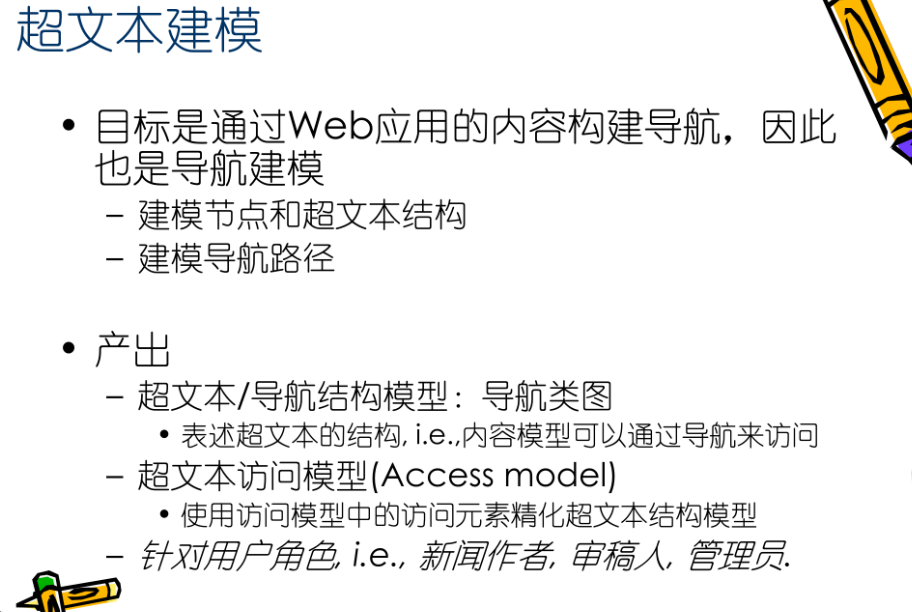 超文本建模
• 目标是通过Web应用的内容构建导航，因此
也是导航建模
– 建模节点和超文本结构
– 建模导航路径
• 产出
– 超文本/导航结构模型：导航类图
• 表述超文本的结构, i.e.,内容模型可以通过导航来访问
– 超文本访问模型(Access model)
• 使用访问模型中的访问元素精化超文本结构模型
– 针对用户角色, i.e., 新闻作者, 审稿人, 管理员.